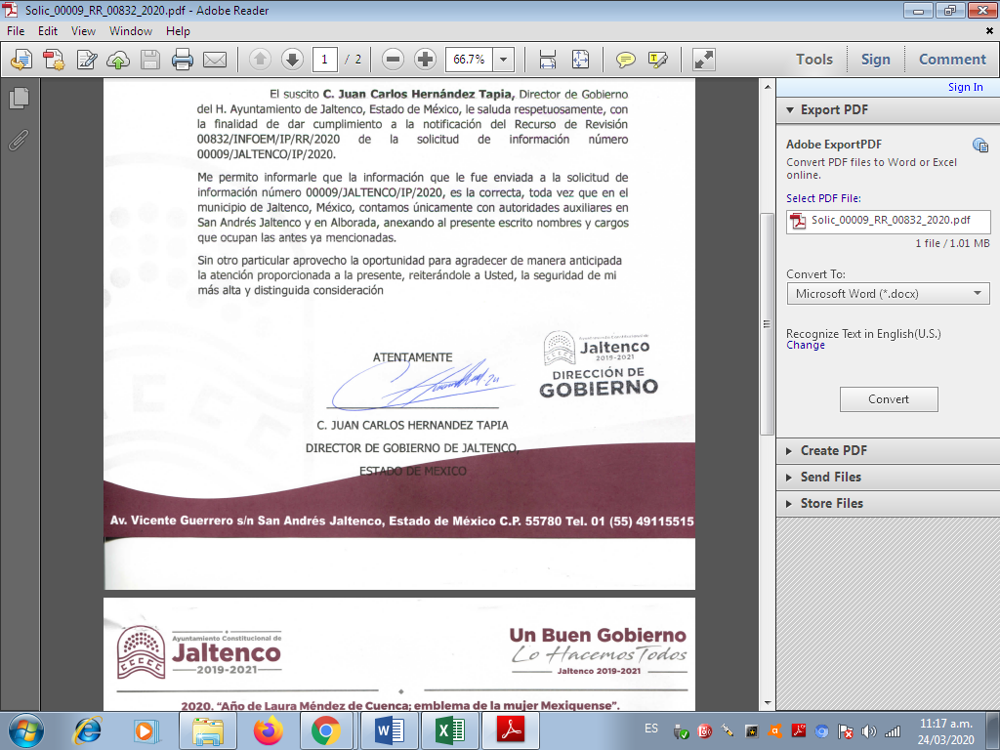 Solic_00009_RR_00832_2020.pdf - Adobe Reader
File Edit View Window Help
1 / 2 66.7% Tools Sign Comment
Sign In
Export PDF
Adobe ExportPDF
Convert PDF files to Word or Excel
online.
Select PDF File:
Solic_00009_RR_00832_2020.pdf
1 file / 1.01 MB
Convert To:
Microsoft Word (*.docx)
Recognize Text in English(U.S.)
Change
Convert
Create PDF
Send Files
Store Files
El suscito C. Juan Carlos Hernández Tapia, Director de Gobierno
del H. Ayuntamiento de Jaltenco, Estado de México, le saluda respetuosamente, con
la finalidad de dar cumplimiento a la notificación del Recurso de Revisión
00832/INFOEM/IP/RR/2020 de la solicitud de información número
00009/JALTENCO/IP/2020.
Me permito informarle que la información que le fue enviada a la solicitud de
información número 00009/JALTENCO/IP/2020, es la correcta, toda vez que en el
municipio de Jaltenco, México, contamos únicamente con autoridades auxiliares en
San Andrés Jaltenco y en Alborada, anexando al presente escrito nombres y cargos
que ocupan las antes ya mencionadas.
Sin otro particular aprovecho la oportunidad para agradecer de manera anticipada
la atención proporcionada a la presente, reiterándole a Usted, la seguridad de mi
más alta y distinguida consideración
ATENTAMENTE
Ayuntamiento Constitucional de
Jaltenco
2019-2021
DIRECCIÓN DE
GOBIERNO
C. JUAN CARLOS HERNANDEZ TAPIA
DIRECTOR DE GOBIERNO DE JALTENCO,
ESTADO DE MEXICO
Av. Vicente Guerrero s/n San Andrés Jaltenco, Estado de México C.P. 55780 Tel. 01 (55) 49115515
Ayuntamiento Constitucional de
Jaltenco
2019-2021
Un Buen Gobierno
Lo Hacemos Todos
Jaltenco 2019-2021
2020. “Año de Laura Méndez de Cuenca; emblema de la mujer Mexiquense”.
ES
11:17 a.m.
24/03/2020